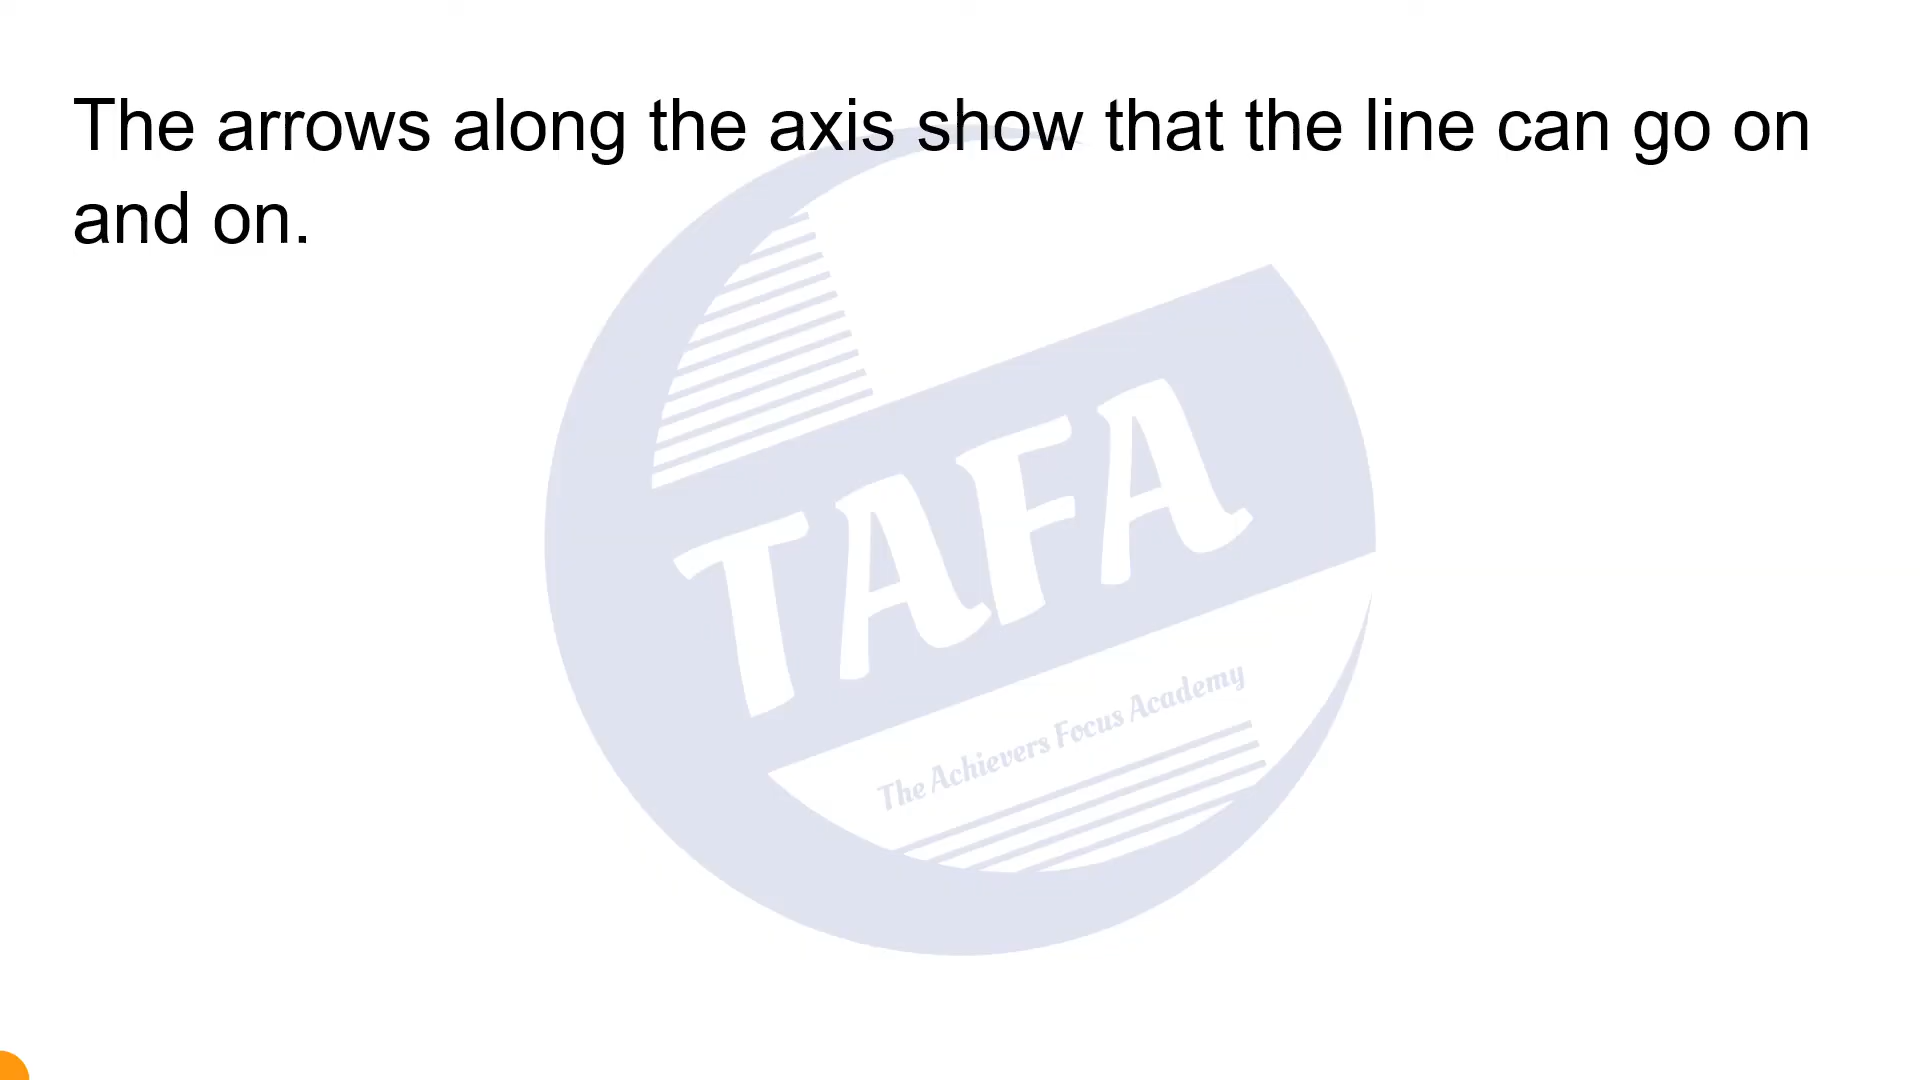 The arrows along the axis show that the line can go on
and on.
TAFA
The Achievers Focus Academy